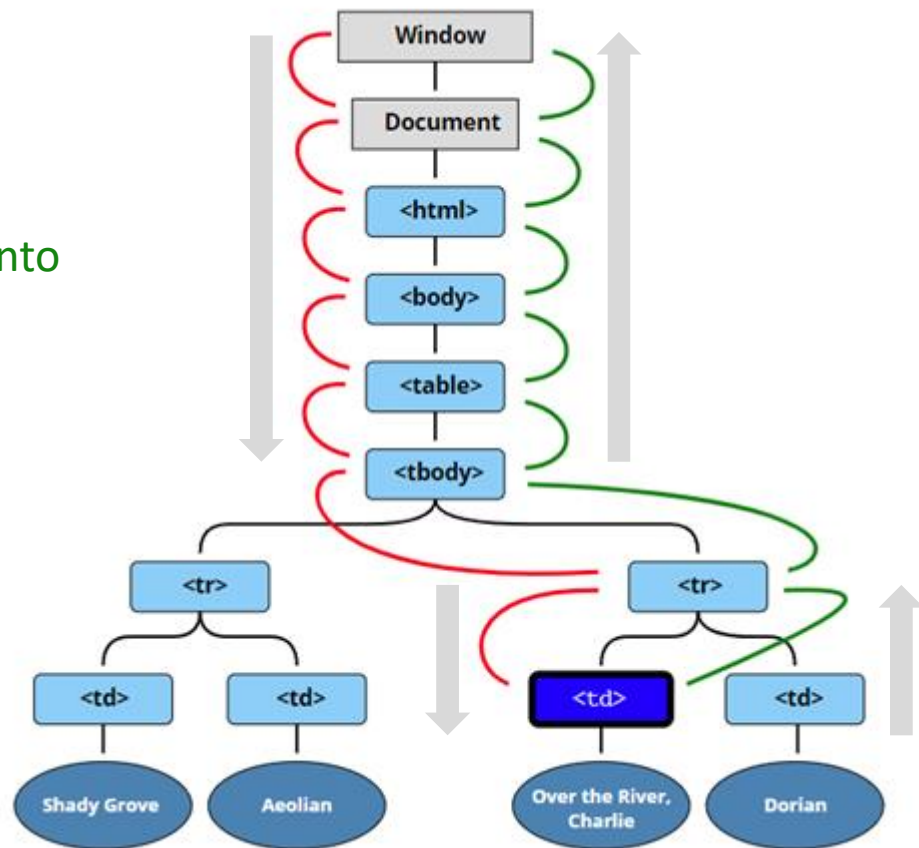 Window
Document
<html>
nto
<body>
<table>
<tbody>
<tr>
<tr>
<td>
<td>
<td>
<td>
Shady Grove
Aeolian
Over the River,
Charlie
Dorian